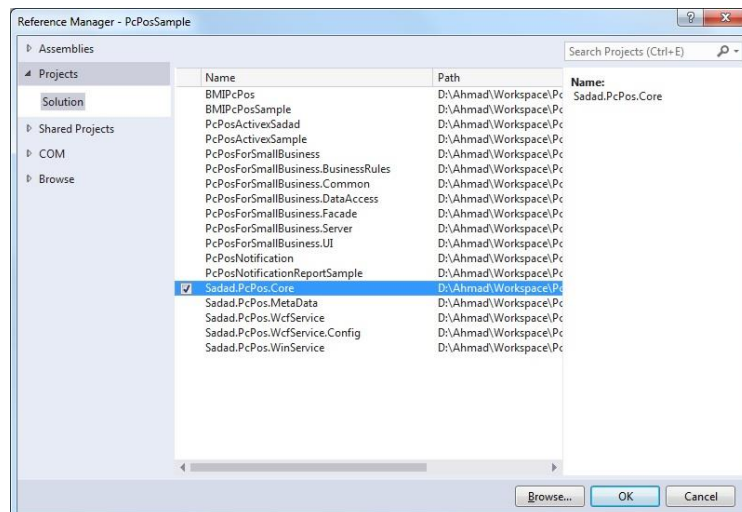 Reference Manager - PcPosSample
Assemblies
Projects
Solution
Shared Projects
COM
Browse
Search Projects (Ctrl+E)
Name Path
BMIPcPos D:\Ahmad\Workspace\Pc
BMIPcPosSample D:\Ahmad\Workspace\Pc
PcPosActivexSadad D:\Ahmad\Workspace\Pc
PcPosActivexSample D:\Ahmad\Workspace\Pc
PcPosForSmallBusiness D:\Ahmad\Workspace\Pc
PcPosForSmallBusiness.BusinessRules D:\Ahmad\Workspace\Pc
PcPosForSmallBusiness.Common D:\Ahmad\Workspace\Pc
PcPosForSmallBusiness.DataAccess D:\Ahmad\Workspace\Pc
PcPosForSmallBusiness.Facade D:\Ahmad\Workspace\Pc
PcPosForSmallBusiness.Server D:\Ahmad\Workspace\Pc
PcPosForSmallBusiness.UI D:\Ahmad\Workspace\Pc
PcPosNotification D:\Ahmad\Workspace\Pc
PcPosNotificationReportSample D:\Ahmad\Workspace\Pc
Sadad.PcPos.Core D:\Ahmad\Workspace\Pc
Sadad.PcPos.MetaData D:\Ahmad\Workspace\Pc
Sadad.PcPos.WcfService D:\Ahmad\Workspace\Pc
Sadad.PcPos.WcfService.Config D:\Ahmad\Workspace\Pc
Sadad.PcPos.WinService D:\Ahmad\Workspace\Pc
Name:
Sadad.PcPos.Core
Browse... OK Cancel